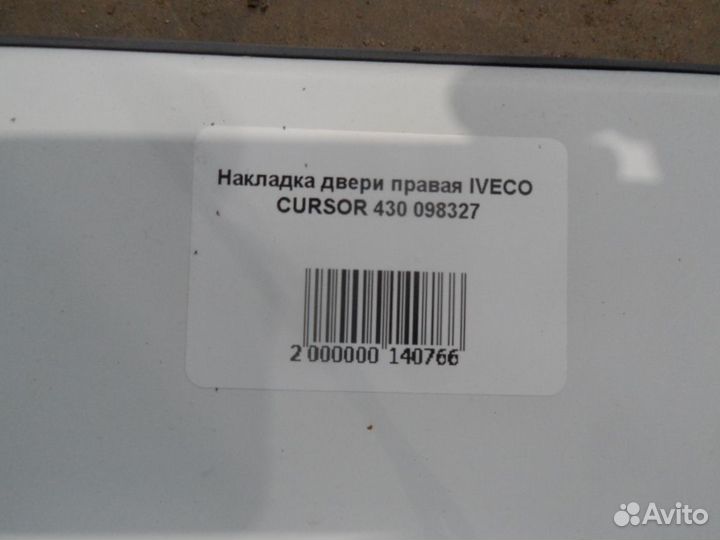 Накладка двери правая IVECO
CURSOR 430 098327
2 000000 140766
Avito